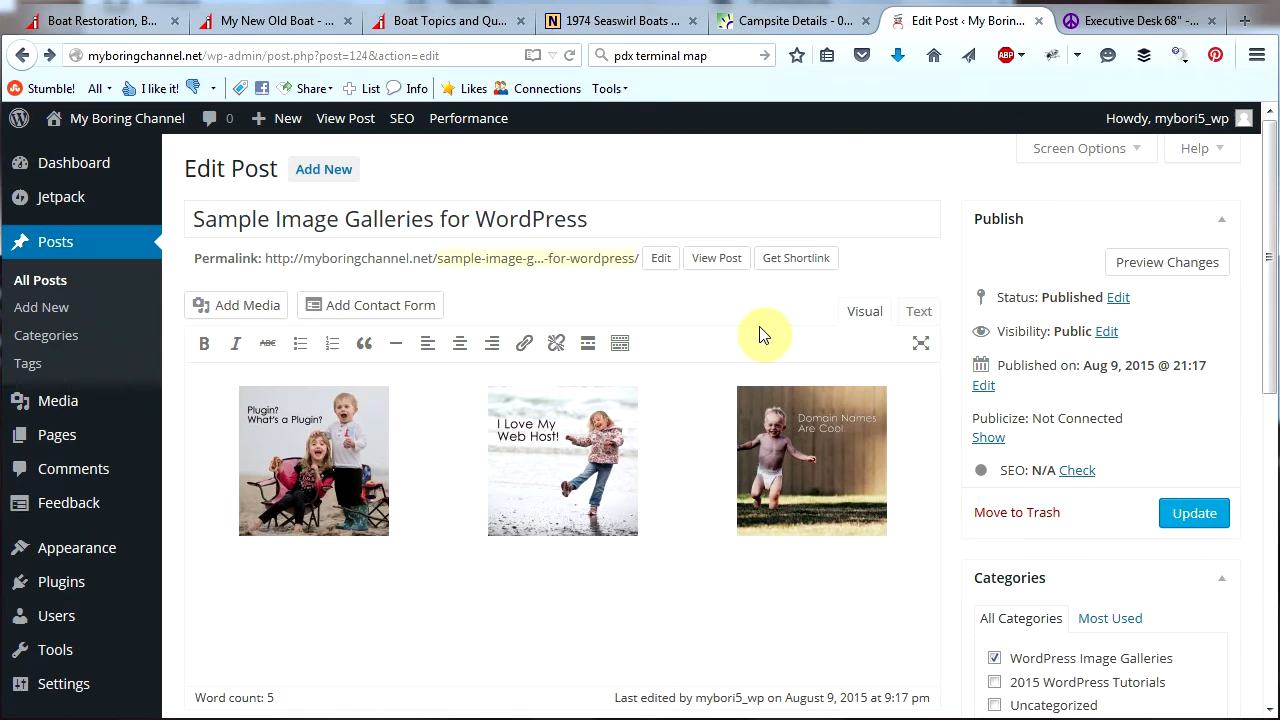 Boat Restoration, B...
My New Old Boat - ...
Boat Topics and Qu...
1974 Seaswirl Boats ...
Campsite Details - 0...
Edit Post ‹ My Boring...
Executive Desk 68" -...
myboringchannel.net/wp-admin/post.php?post=124&action=edit
pdx terminal map
ABP
Stumble!
All
I like it!
Share
List
Info
Likes
Connections
Tools
My Boring Channel
0
New
View Post
SEO
Performance
Howdy, mybori5_wp
Dashboard
Jetpack
Posts
All Posts
Add New
Categories
Tags
Media
Pages
Comments
Feedback
Appearance
Plugins
Users
Tools
Settings
Screen Options
Help
Edit Post
Add New
Sample Image Galleries for WordPress
Permalink: http://myboringchannel.net/sample-image-g...-for-wordpress/
Edit
View Post
Get Shortlink
Add Media
Add Contact Form
Visual
Text
B
I
ABC
Plugin?
What's a Plugin?
I Love My
Web Host!
Domain Names
Are Cool.
Word count: 5
Last edited by mybori5_wp on August 9, 2015 at 9:17 pm
Publish
Preview Changes
Status: Published Edit
Visibility: Public Edit
Published on: Aug 9, 2015 @ 21:17
Edit
Publicize: Not Connected
Show
SEO: N/A Check
Move to Trash
Update
Categories
All Categories
Most Used
WordPress Image Galleries
2015 WordPress Tutorials
Uncategorized